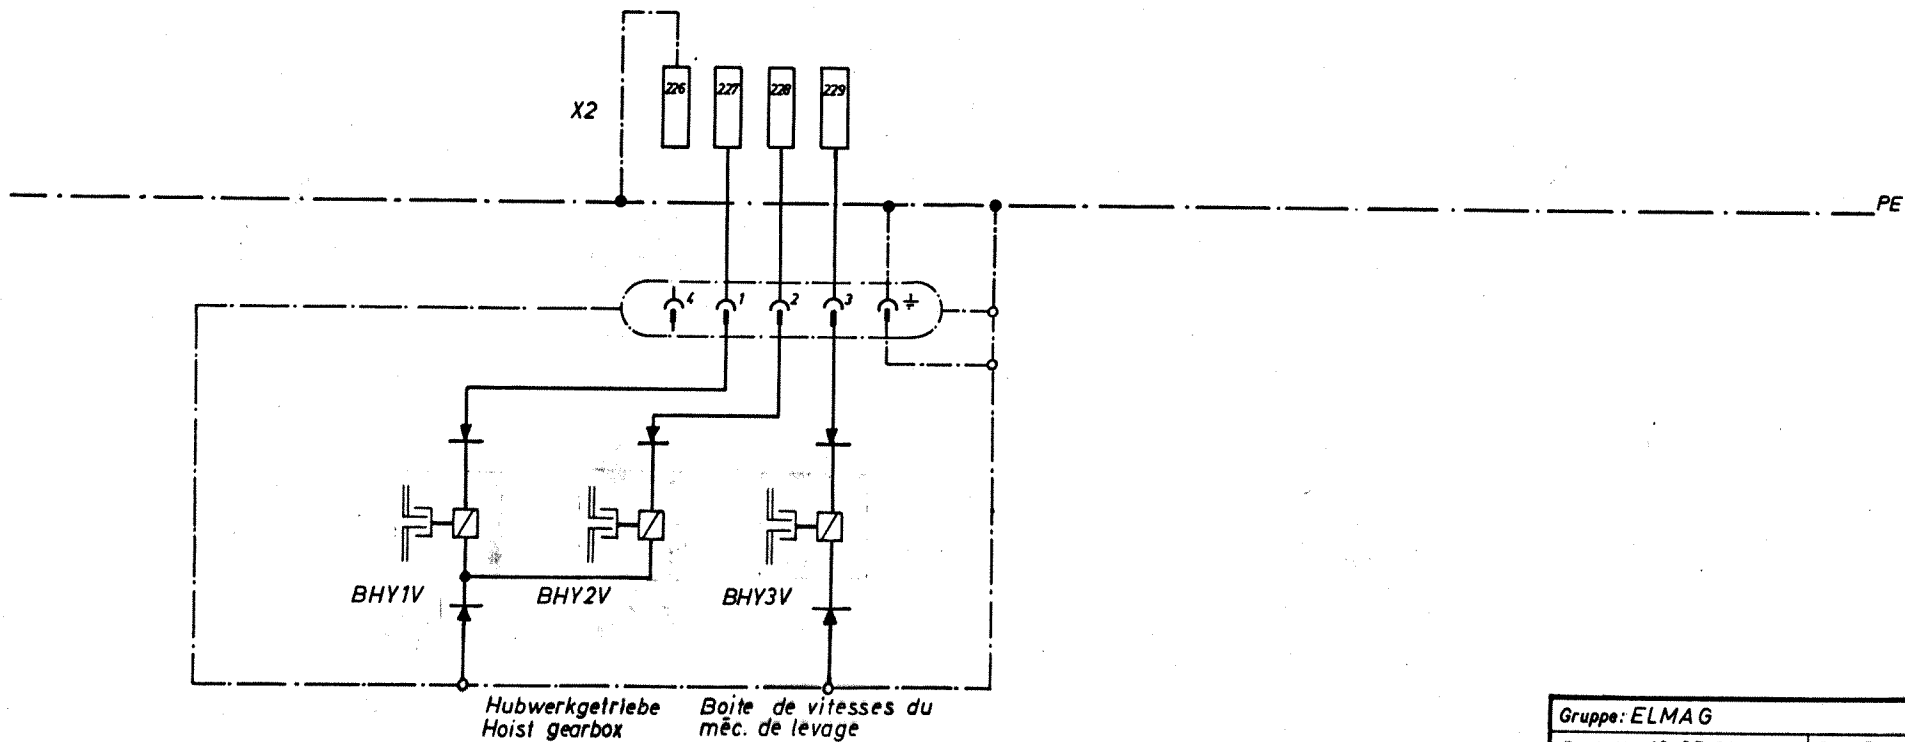 226 227 228 229
X2
PE
4 1 2 3
BHY1V BHY2V BHY3V
Hubwerkgetriebe Boite de vitesses du
Hoist gearbox méc. de levage
Gruppe: ELMAG